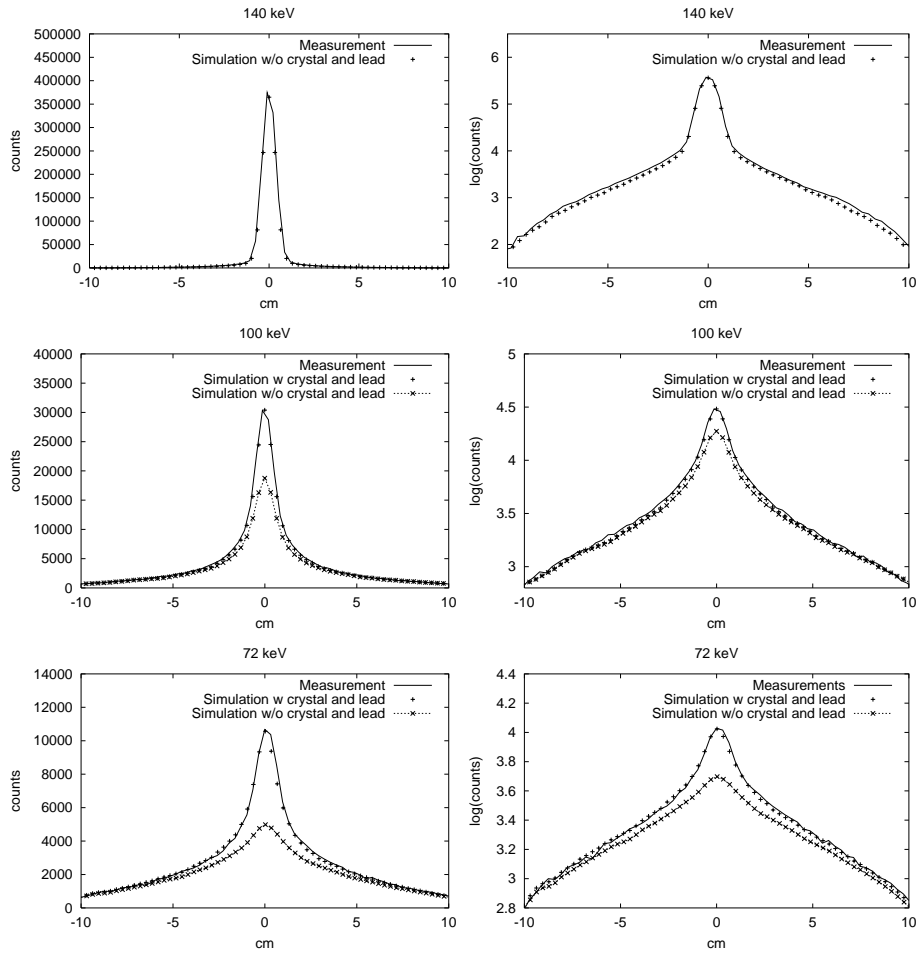 140 keV
500000
450000
400000
350000
300000
250000
200000
150000
100000
50000
0
counts
Measurement
Simulation w/o crystal and lead
-10 -5 0 5 10
cm
140 keV
6
5
4
3
2
log(counts)
Measurement
Simulation w/o crystal and lead
-10 -5 0 5 10
cm
100 keV
40000
35000
30000
25000
20000
15000
10000
5000
0
counts
Measurement
Simulation w crystal and lead
Simulation w/o crystal and lead
-10 -5 0 5 10
cm
100 keV
5
4.5
4
3.5
3
log(counts)
Measurement
Simulation w crystal and lead
Simulation w/o crystal and lead
-10 -5 0 5 10
cm
72 keV
14000
12000
10000
8000
6000
4000
2000
0
counts
Measurement
Simulation w crystal and lead
Simulation w/o crystal and lead
-10 -5 0 5 10
cm
72 keV
4.4
4.2
4
3.8
3.6
3.4
3.2
3
2.8
log(counts)
Measurements
Simulation w crystal and lead
Simulation w/o crystal and lead
-10 -5 0 5 10
cm